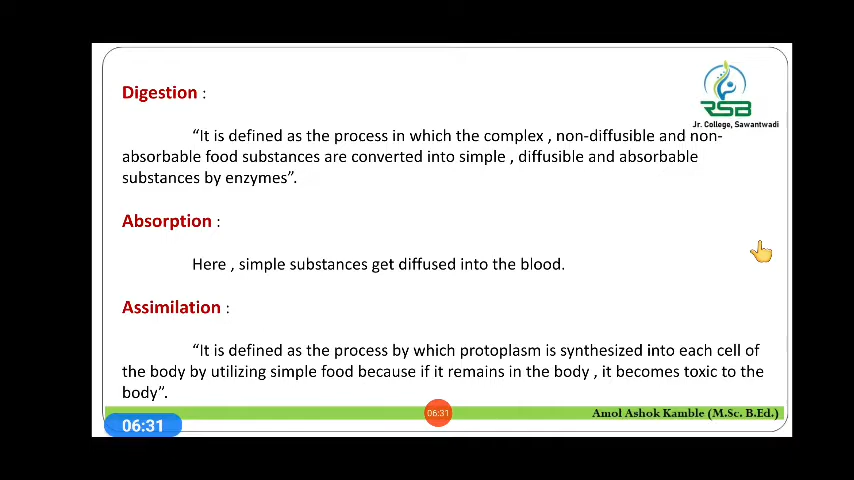 Digestion :
RSB
Jr. College, Sawantwadi
“It is defined as the process in which the complex , non-diffusible and non-
absorbable food substances are converted into simple , diffusible and absorbable
substances by enzymes”.
Absorption :
Here , simple substances get diffused into the blood.
Assimilation :
“It is defined as the process by which protoplasm is synthesized into each cell of
the body by utilizing simple food because if it remains in the body , it becomes toxic to the
body”.
06:31
Amol Ashok Kamble (M.Sc. B.Ed.)
06:31